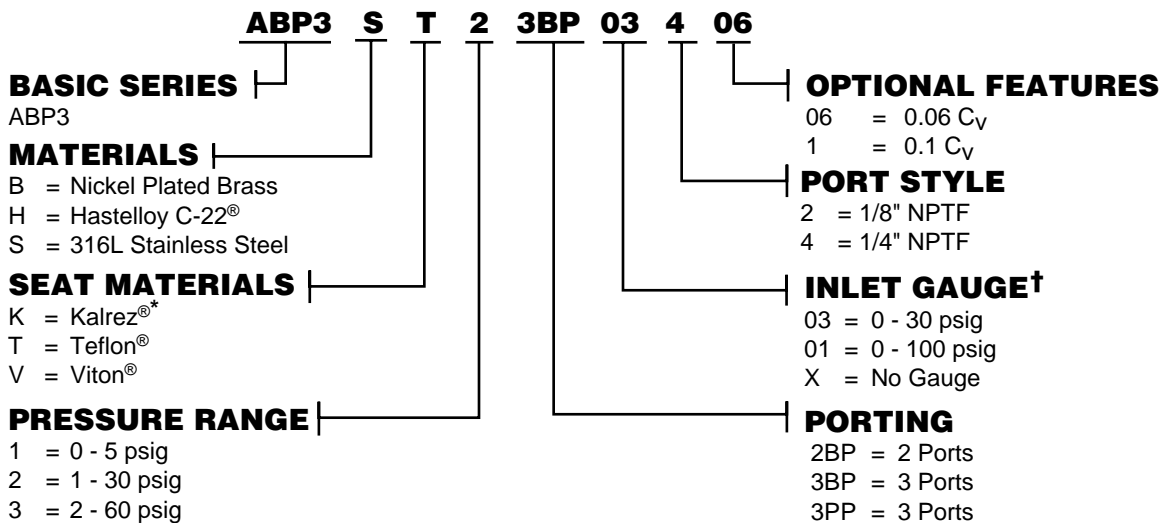 ABP3 S T 2 3BP 03 4 06
BASIC SERIES
ABP3
MATERIALS
B = Nickel Plated Brass
H = Hastelloy C-22®
S = 316L Stainless Steel
SEAT MATERIALS
K = Kalrez®*
T = Teflon®
V = Viton®
PRESSURE RANGE
1 = 0 - 5 psig
2 = 1 - 30 psig
3 = 2 - 60 psig
OPTIONAL FEATURES
06 = 0.06 CV
1 = 0.1 CV
PORT STYLE
2 = 1/8" NPTF
4 = 1/4" NPTF
INLET GAUGE†
03 = 0 - 30 psig
01 = 0 - 100 psig
X = No Gauge
PORTING
2BP = 2 Ports
3BP = 3 Ports
3PP = 3 Ports